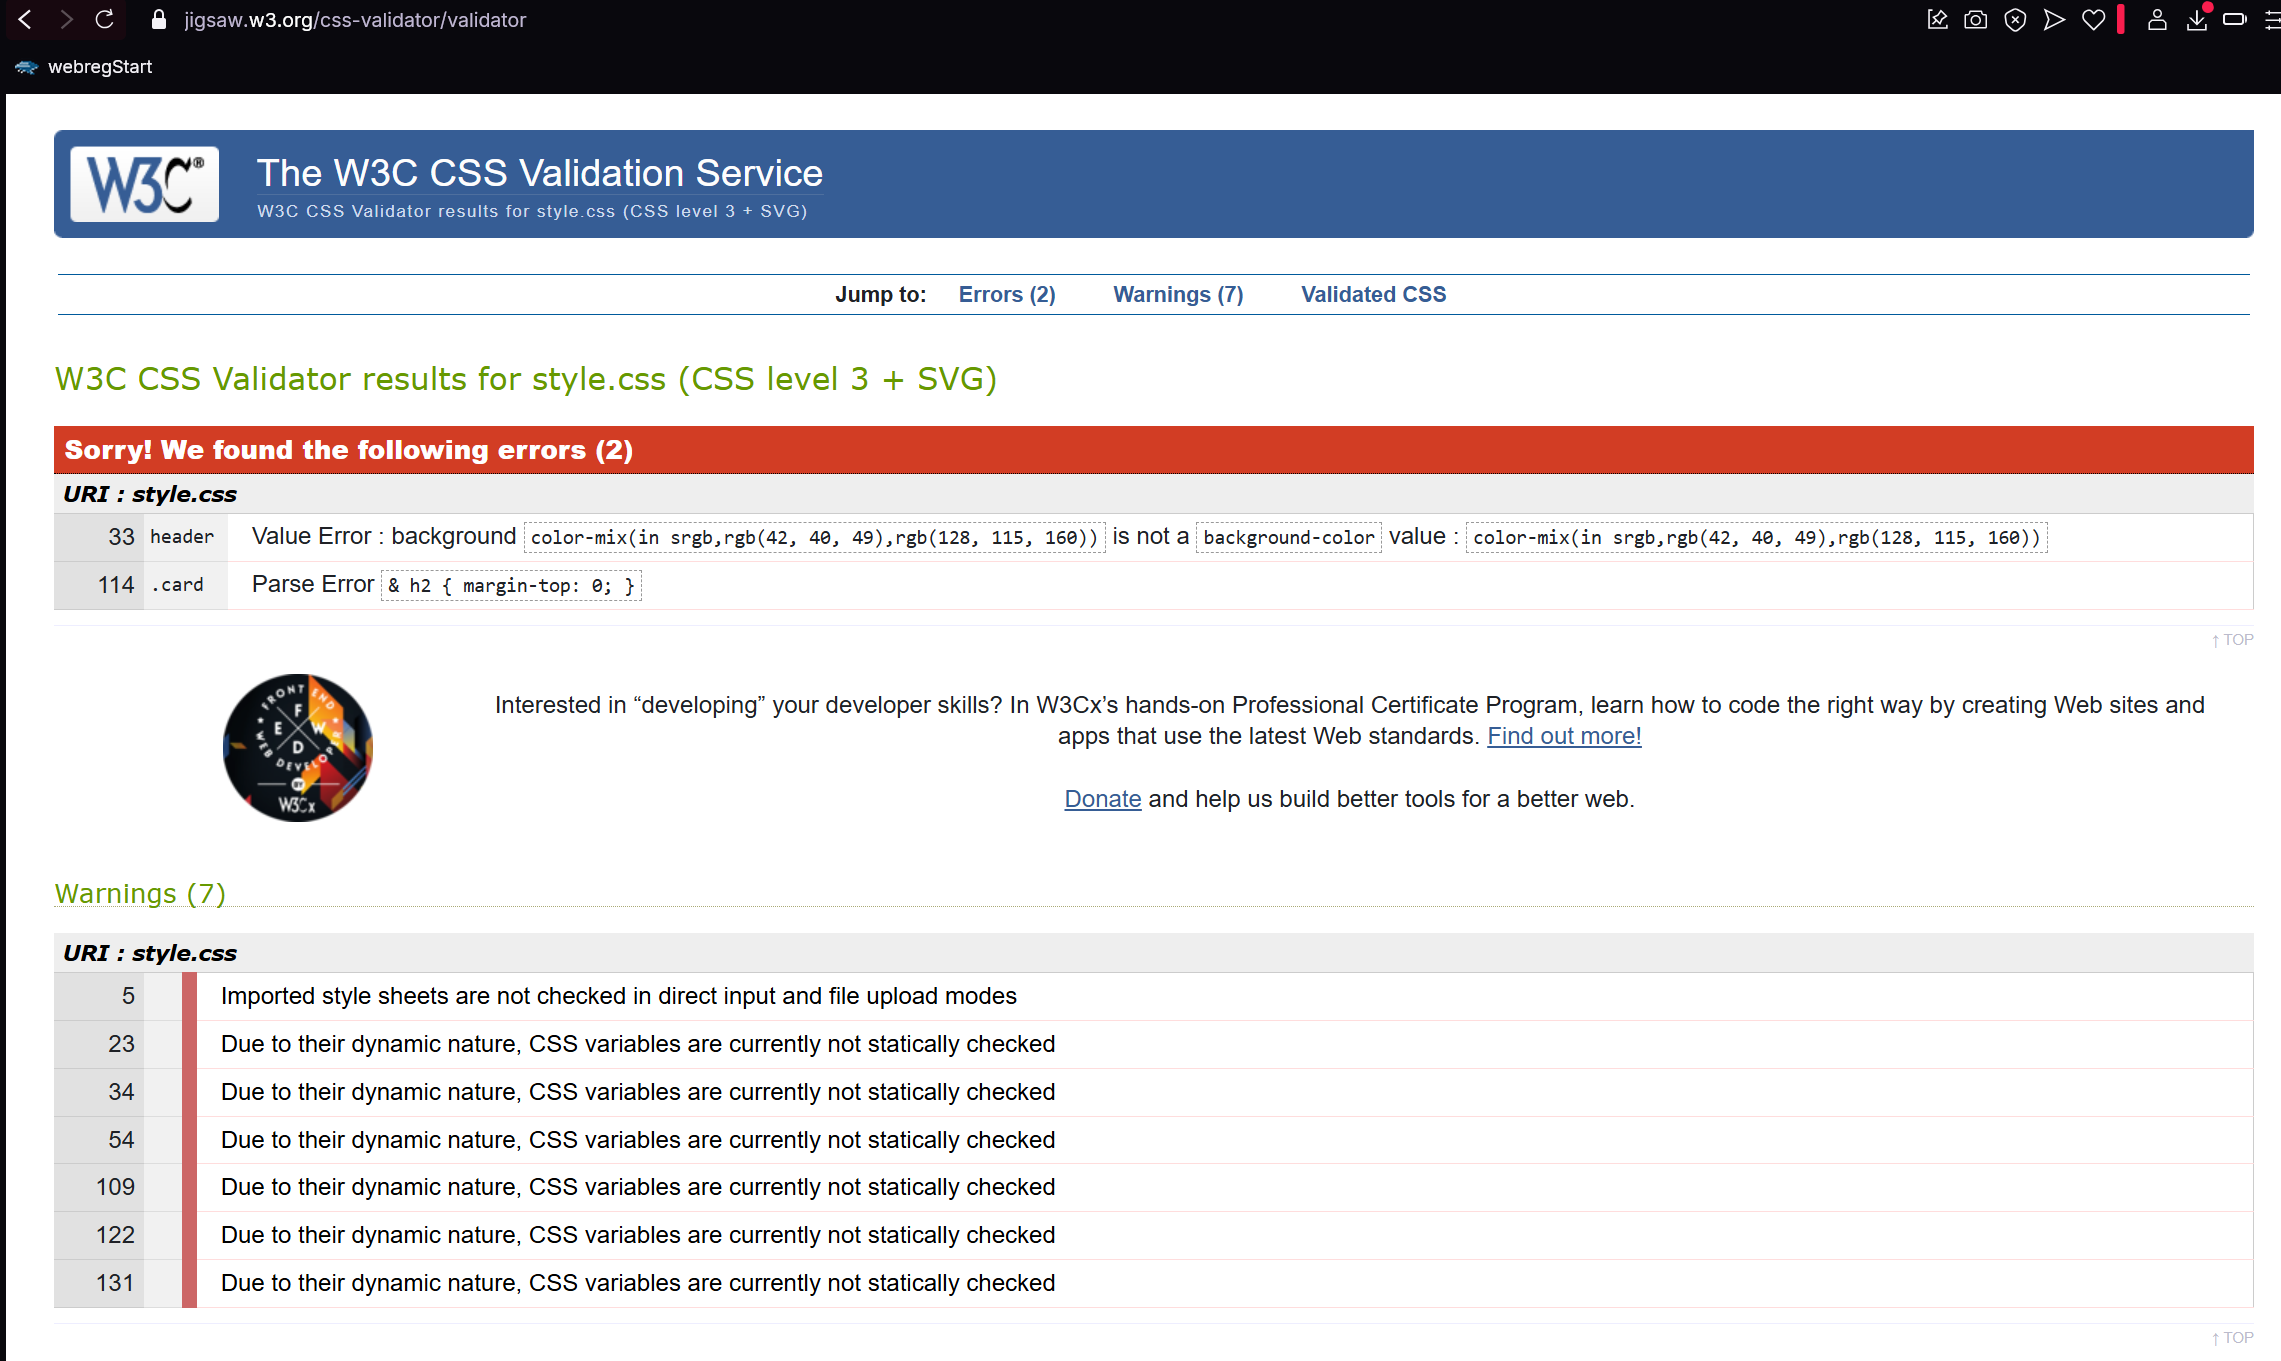 jigsaw.w3.org/css-validator/validator
webregStart
W3C®
The W3C CSS Validation Service
W3C CSS Validator results for style.css (CSS level 3 + SVG)
Jump to: Errors (2) Warnings (7) Validated CSS
W3C CSS Validator results for style.css (CSS level 3 + SVG)
Sorry! We found the following errors (2)
URI : style.css
33 header Value Error : background color-mix(in srgb,rgb(42, 40, 49),rgb(128, 115, 160)) is not a background-color value : color-mix(in srgb,rgb(42, 40, 49),rgb(128, 115, 160))
114 .card Parse Error & h2 { margin-top: 0; }
↑ TOP
FRONT END
F E W D
WEB DEVELOPER
BY
W3Cx
Interested in “developing” your developer skills? In W3Cx’s hands-on Professional Certificate Program, learn how to code the right way by creating Web sites and
apps that use the latest Web standards. Find out more!
Donate and help us build better tools for a better web.
Warnings (7)
URI : style.css
5 Imported style sheets are not checked in direct input and file upload modes
23 Due to their dynamic nature, CSS variables are currently not statically checked
34 Due to their dynamic nature, CSS variables are currently not statically checked
54 Due to their dynamic nature, CSS variables are currently not statically checked
109 Due to their dynamic nature, CSS variables are currently not statically checked
122 Due to their dynamic nature, CSS variables are currently not statically checked
131 Due to their dynamic nature, CSS variables are currently not statically checked
↑ TOP